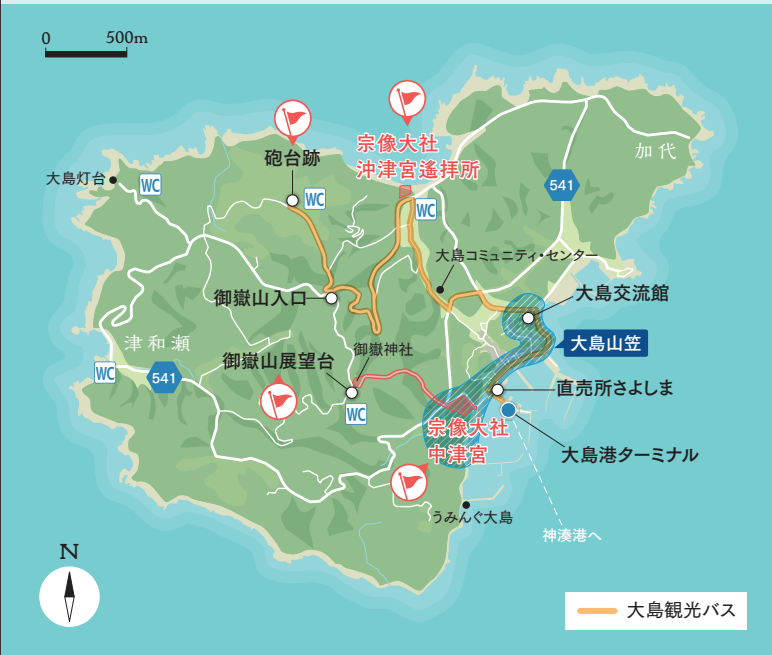 0 500m
砲台跡
宗像大社
沖津宮遙拝所
加代
大島灯台
WC
WC
WC
541
大島コミュニティ・センター
御嶽山入口
大島交流館
津和瀬
御嶽神社
大島山笠
御嶽山展望台
WC
541
直売所さよしま
WC
宗像大社
中津宮
大島港ターミナル
うみんぐ大島
神湊港へ
N
大島観光バス